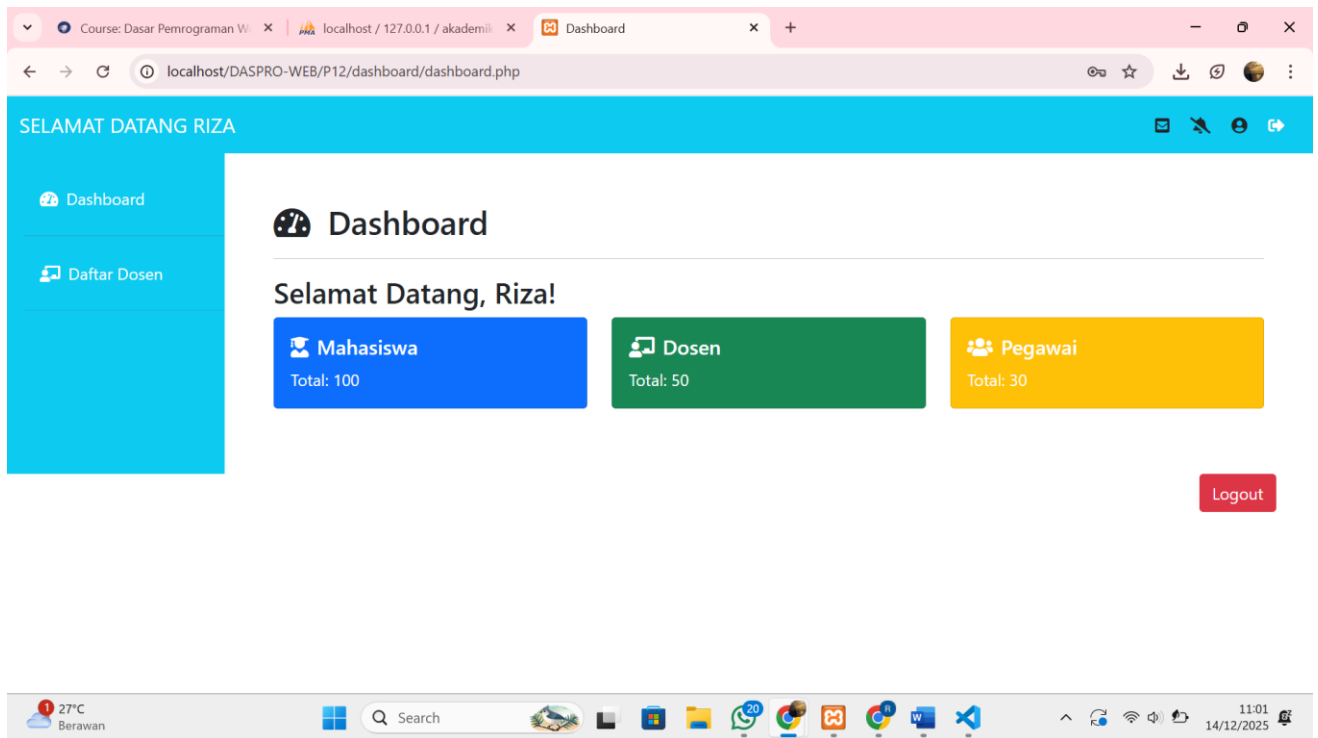 Course: Dasar Pemrograman W
localhost / 127.0.0.1 / akademik
Dashboard
localhost/DASPRO-WEB/P12/dashboard/dashboard.php
SELAMAT DATANG RIZA
Dashboard
Daftar Dosen
Dashboard
Selamat Datang, Riza!
Mahasiswa
Total: 100
Dosen
Total: 50
Pegawai
Total: 30
Logout
1
27°C
Berawan
Search
20
11:01
14/12/2025